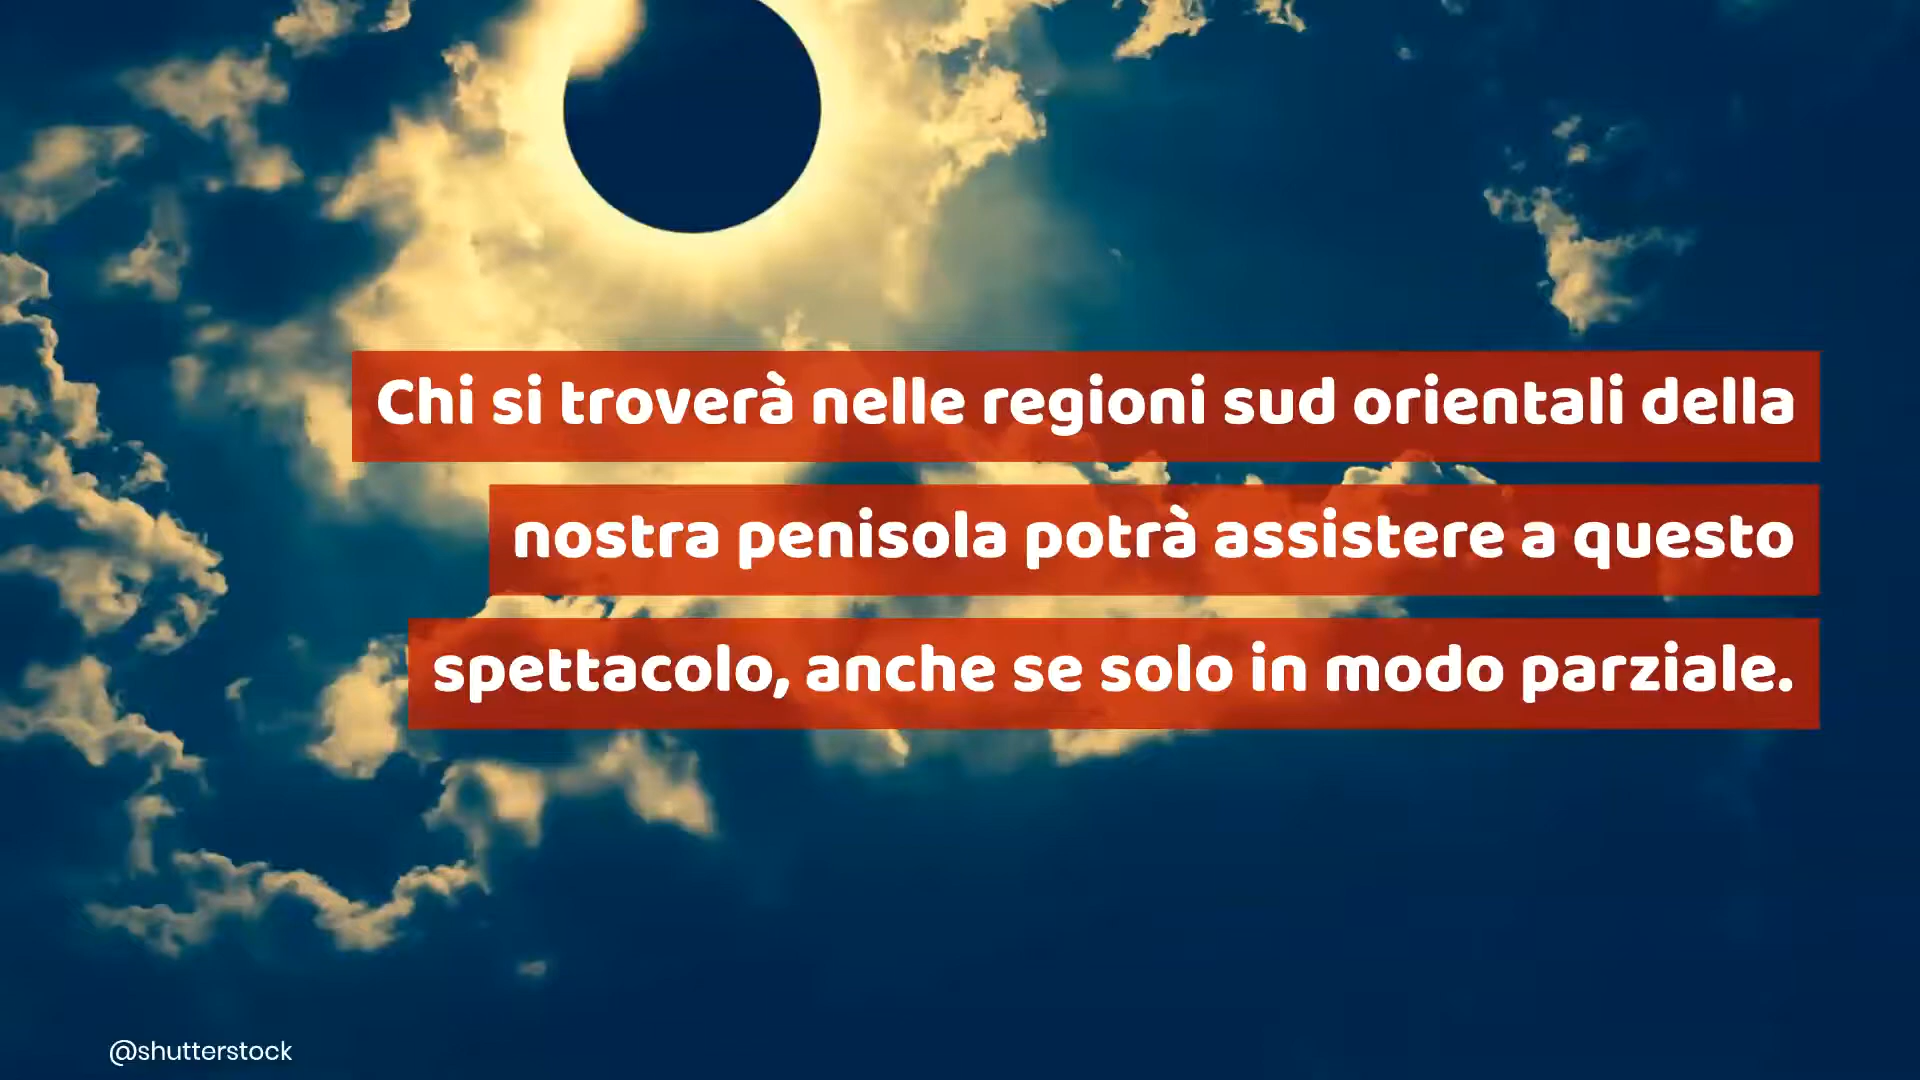 Chi si troverà nelle regioni sud orientali della
nostra penisola potrà assistere a questo
spettacolo, anche se solo in modo parziale.
@shutterstock